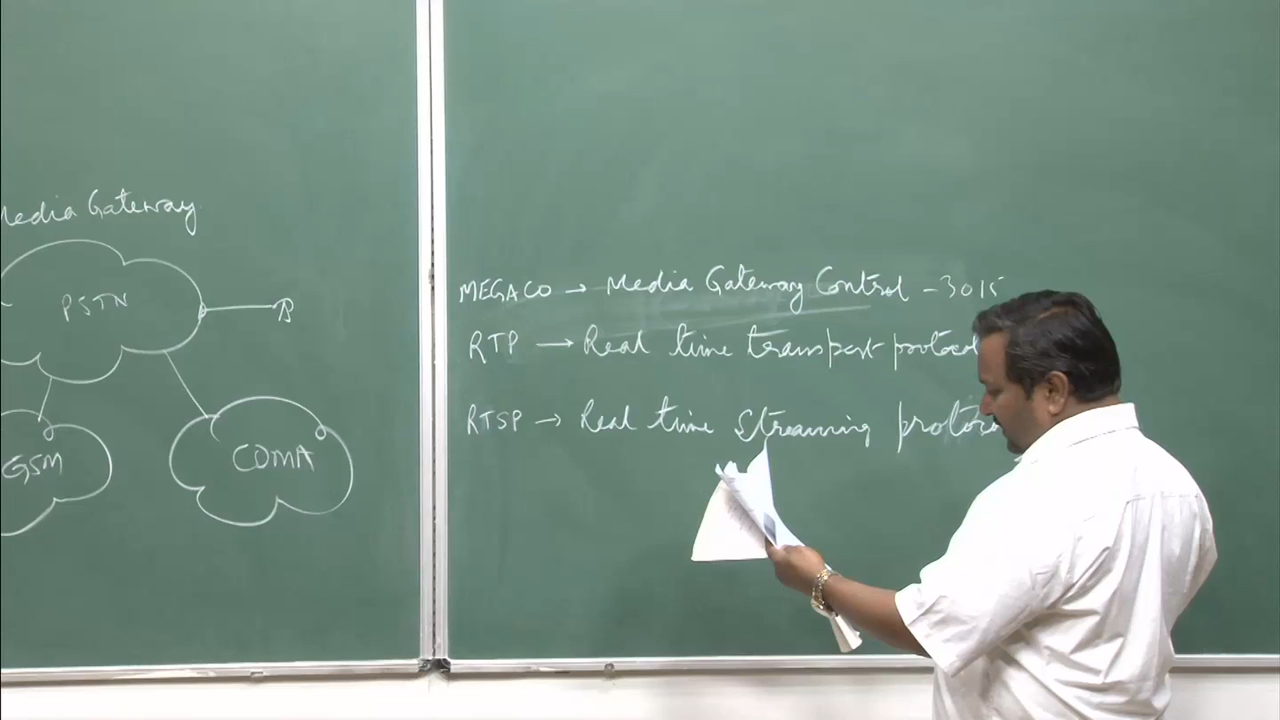 Media Gateway
PSTN
B
GSM
CDMA
MEGACO → Media Gateway Control - 3015
RTP → Real time transport protocol
RTSP → Real time Streaming protoco